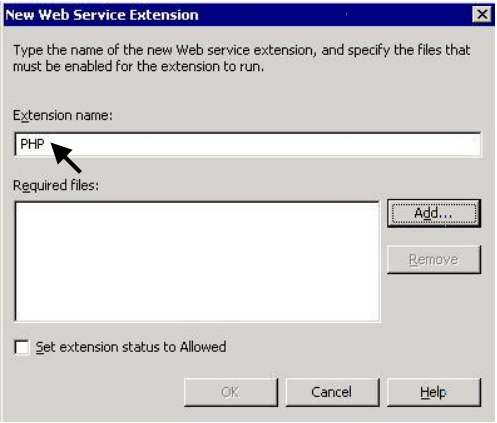 New Web Service Extension
Type the name of the new Web service extension, and specify the files that
must be enabled for the extension to run.
Extension name:
PHP
Required files:
Add...
Remove
Set extension status to Allowed
OK
Cancel
Help